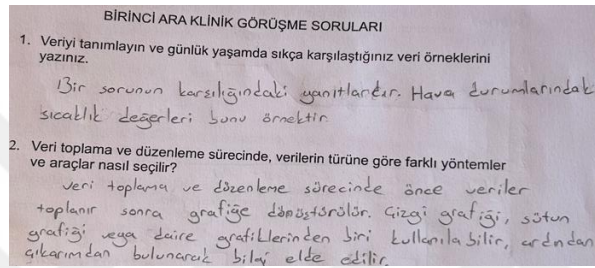 BİRİNCİ ARA KLİNİK GÖRÜŞME SORULARI
1. Veriyi tanımlayın ve günlük yaşamda sıkça karşılaştığınız veri örneklerini
yazınız.
Bir sorunun karşılığındaki yanıtlardır. Hava durumlarındak
sıcaklık değerleri bunu örnektir
2. Veri toplama ve düzenleme sürecinde, verilerin türüne göre farklı yöntemler
ve araçlar nasıl seçilir?
veri toplama ve düzenleme sürecinde önce veriler
toplanır sonra grafiğe dönüştürülür. Çizgi grafiği, sütun
grafiği veya daire grafiklerinden biri kullanılabilir, ardından
çıkarımdan bulunarak bilgi elde edilir.